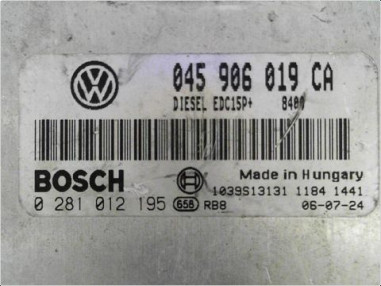 045 906 019 CA
DIESEL EDC15P+ 8400
BOSCH
Made in Hungary
1039S13131 1184 1441
0 281 012 195 658 RB8 06-07-24